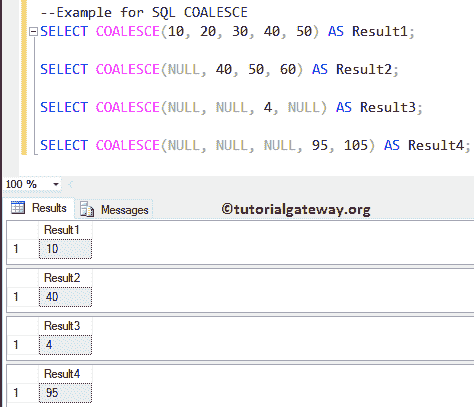 --Example for SQL COALESCE
SELECT COALESCE(10, 20, 30, 40, 50) AS Result1;
SELECT COALESCE(NULL, 40, 50, 60) AS Result2;
SELECT COALESCE(NULL, NULL, 4, NULL) AS Result3;
SELECT COALESCE(NULL, NULL, NULL, 95, 105) AS Result4;
100 %
Results Messages ©tutorialgateway.org
Result1
1 10
Result2
1 40
Result3
1 4
Result4
1 95